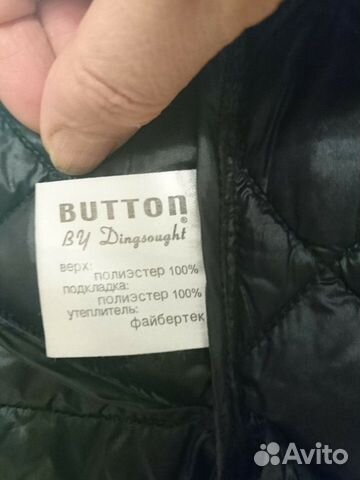 BUTTON®
BY Dingsought
верх:
полиэстер 100%
подкладка:
полиэстер 100%
утеплитель:
файбертек
Avito